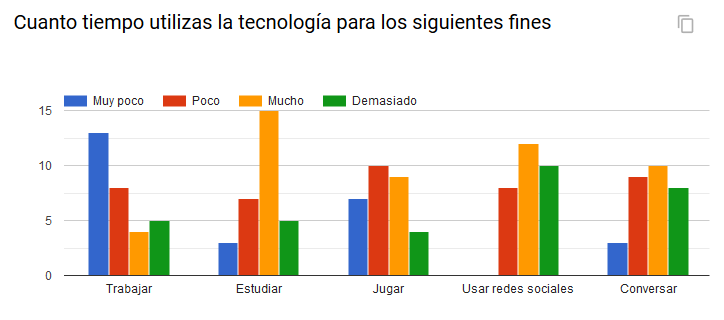 Cuanto tiempo utilizas la tecnología para los siguientes fines
Muy poco Poco Mucho Demasiado
15
10
5
0
Trabajar Estudiar Jugar Usar redes sociales Conversar